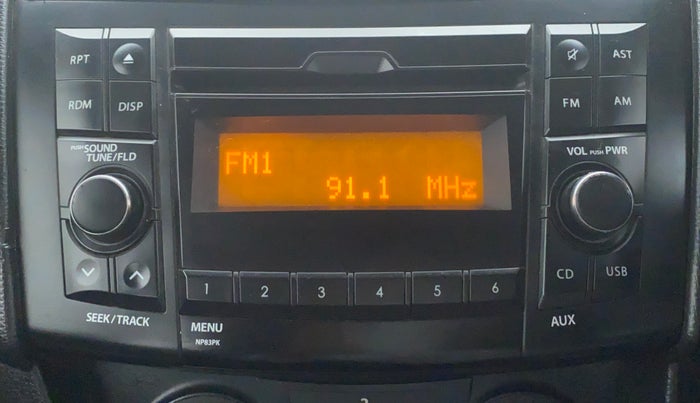 RPT
AST
RDM DISP
FM AM
PUSH SOUND
TUNE/FLD
VOL PUSH PWR
FM1
91.1 MHz
1 2 3 4 5 6
CD USB
SEEK/TRACK
MENU
AUX
NP83PK